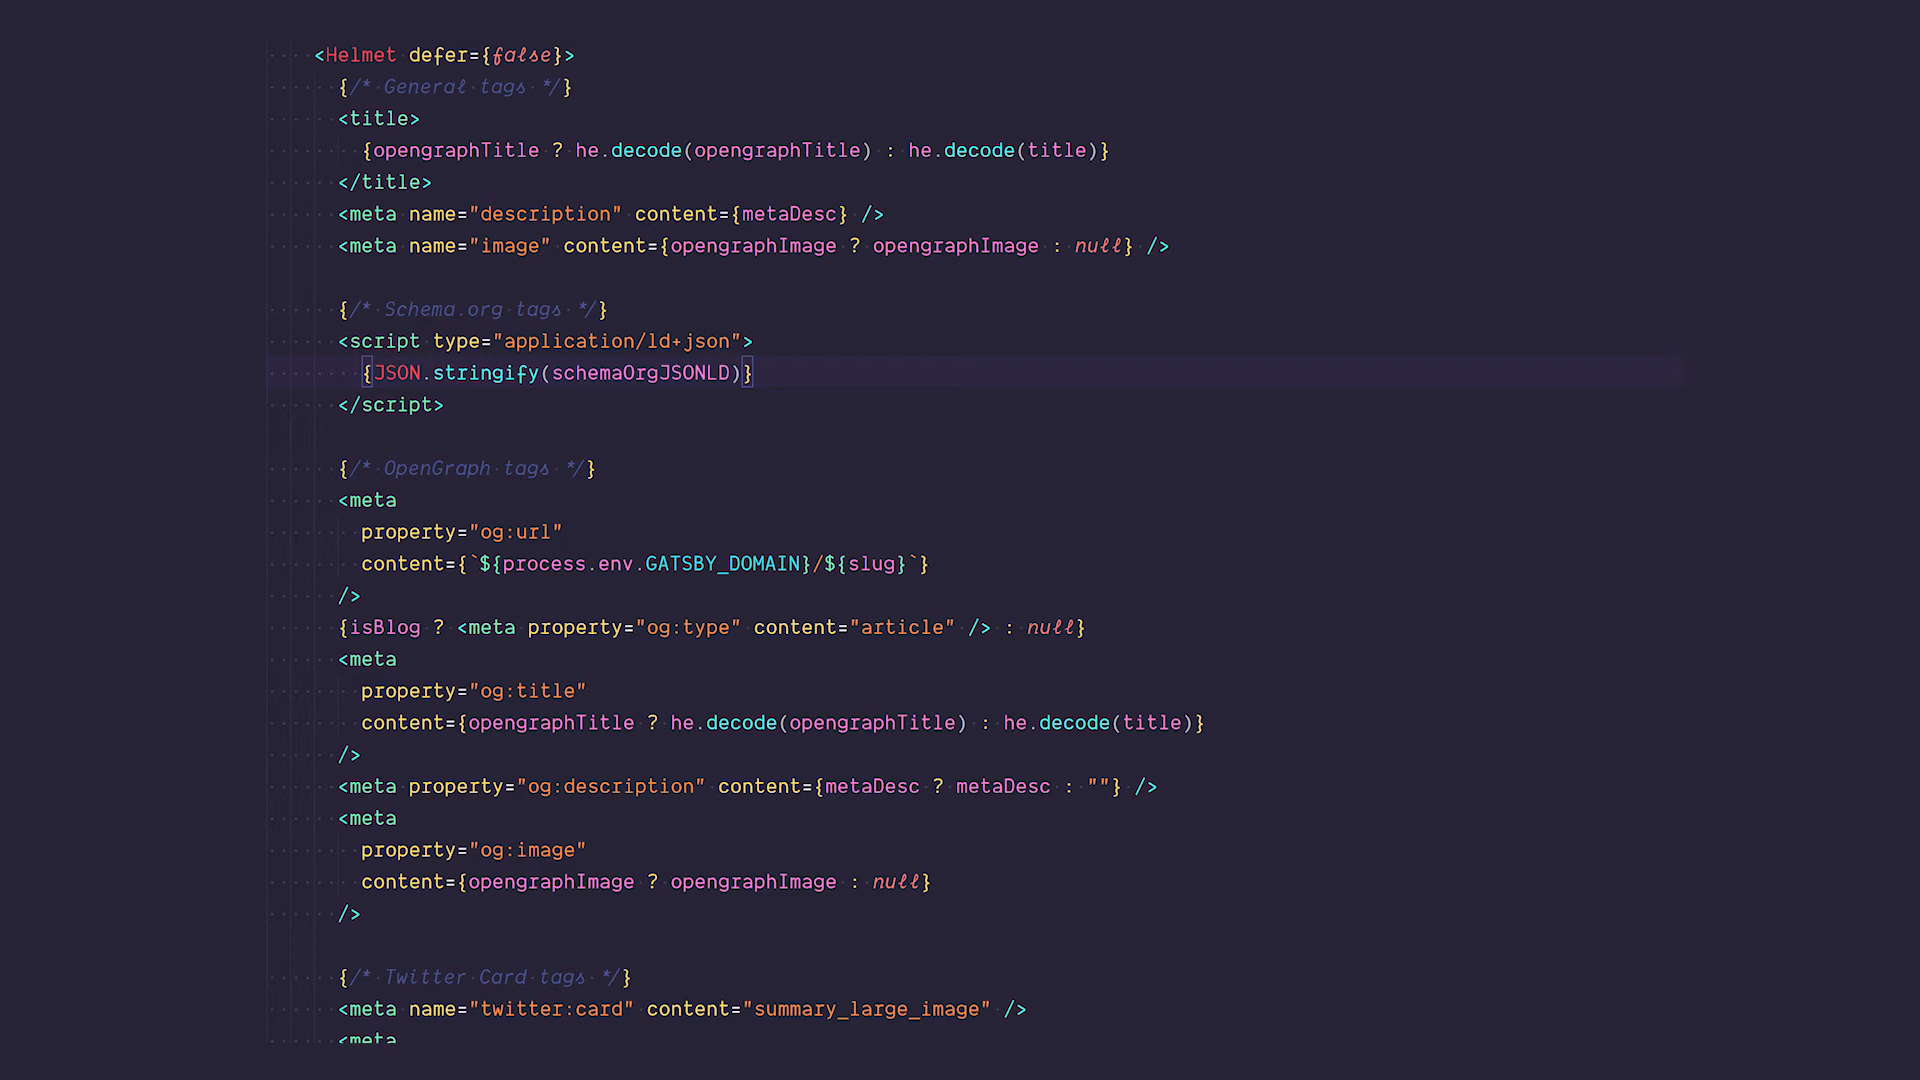 <Helmet defer={false}>
{/* General tags */}
<title>
{opengraphTitle ? he.decode(opengraphTitle) : he.decode(title)}
</title>
<meta name="description" content={metaDesc} />
<meta name="image" content={opengraphImage ? opengraphImage : null} />
{/* Schema.org tags */}
<script type="application/ld+json">
{JSON.stringify(schemaOrgJSONLD)}
</script>
{/* OpenGraph tags */}
<meta
property="og:url"
content={`${process.env.GATSBY_DOMAIN}/${slug}`}
/>
{isBlog ? <meta property="og:type" content="article" /> : null}
<meta
property="og:title"
content={opengraphTitle ? he.decode(opengraphTitle) : he.decode(title)}
/>
<meta property="og:description" content={metaDesc ? metaDesc : ""} />
<meta
property="og:image"
content={opengraphImage ? opengraphImage : null}
/>
{/* Twitter Card tags */}
<meta name="twitter:card" content="summary_large_image" />
<meta